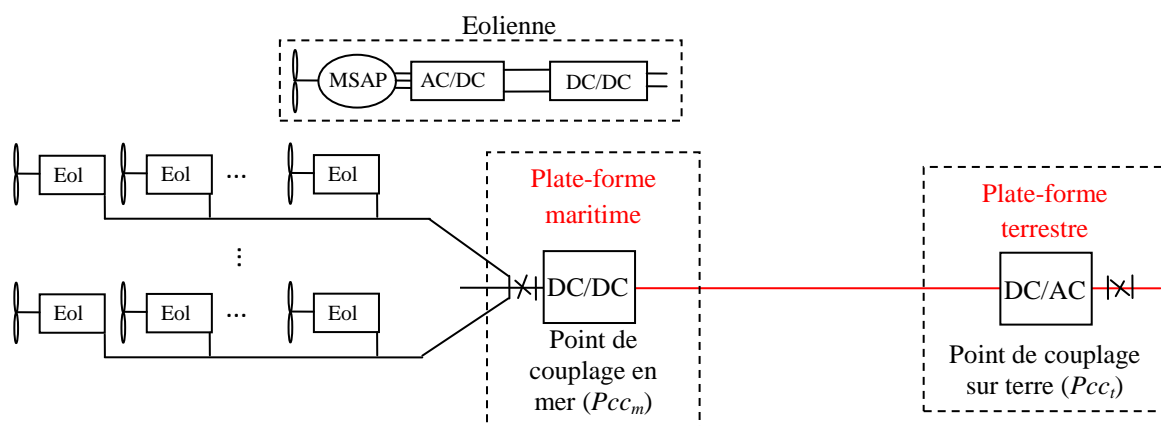 Eolienne
MSAP AC/DC DC/DC
Eol Eol ... Eol
Plate-forme
maritime
Plate-forme
terrestre
...
DC/DC
DC/AC
Eol Eol ... Eol
Point de
couplage en
mer (Pccm)
Point de couplage
sur terre (Pcct)